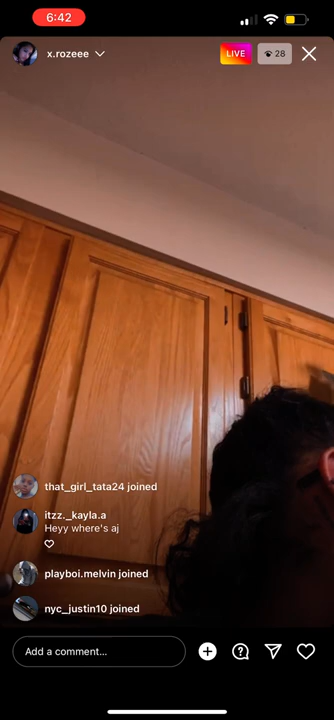 6:42
x.rozeee
LIVE
28
that_girl_tata24 joined
itzz._kayla.a
Heyy where's aj
playboi.melvin joined
nyc_justin10 joined
Add a comment...